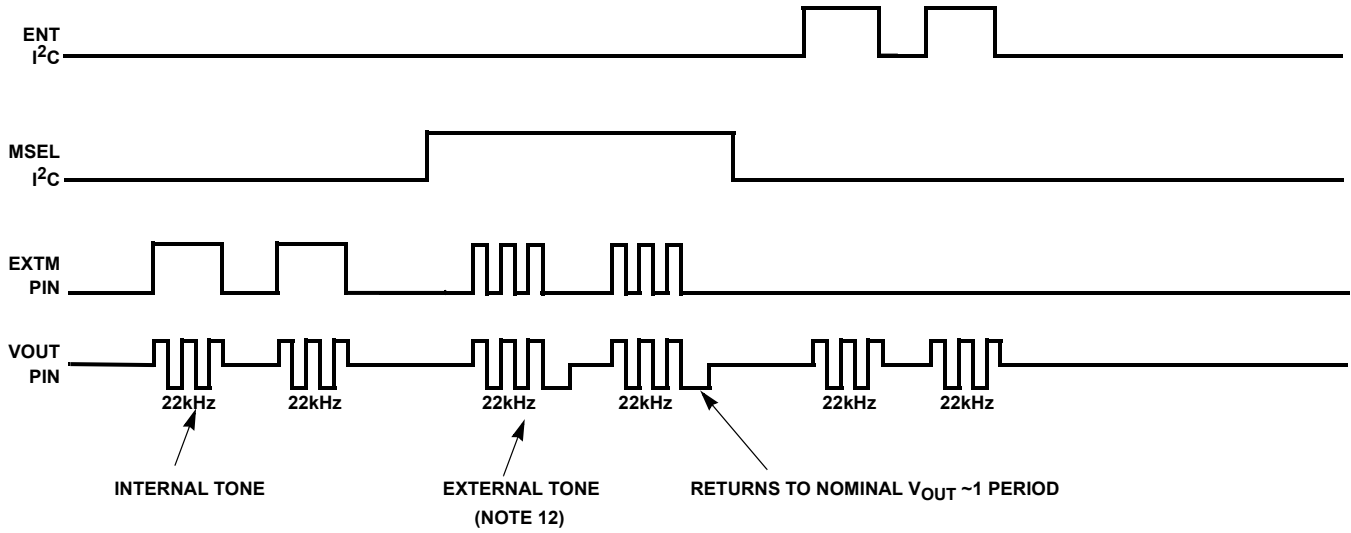 ENT
I²C
MSEL
I²C
EXTM
PIN
VOUT
PIN
22kHz 22kHz 22kHz 22kHz 22kHz 22kHz
INTERNAL TONE
EXTERNAL TONE
(NOTE 12)
RETURNS TO NOMINAL VOUT ~1 PERIOD